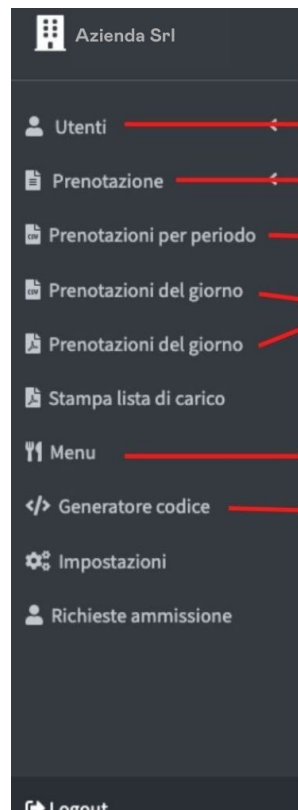 Azienda Srl
Utenti
Prenotazione
Prenotazioni per periodo
Prenotazioni del giorno
Prenotazioni del giorno
Stampa lista di carico
Menu
Generatore codice
Impostazioni
Richieste ammissione
Logout